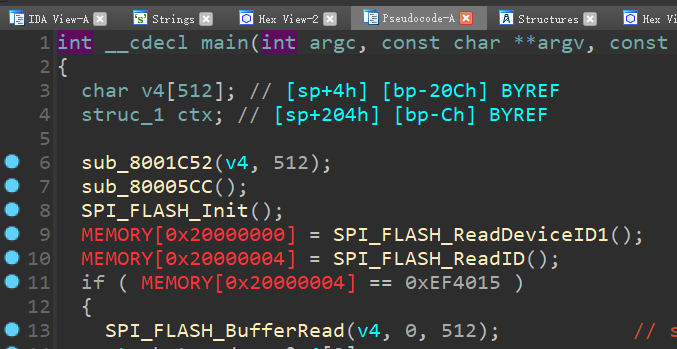 IDA View-A Strings Hex View-2 Pseudocode-A Structures Hex Vie
1 int __cdecl main(int argc, const char **argv, const
2 {
3 char v4[512]; // [sp+4h] [bp-20Ch] BYREF
4 struc_1 ctx; // [sp+204h] [bp-Ch] BYREF
5
6 sub_8001C52(v4, 512);
7 sub_80005CC();
8 SPI_FLASH_Init();
9 MEMORY[0x20000000] = SPI_FLASH_ReadDeviceID1();
10 MEMORY[0x20000004] = SPI_FLASH_ReadID();
11 if ( MEMORY[0x20000004] == 0xEF4015 )
12 {
13 SPI_FLASH_BufferRead(v4, 0, 512); // s